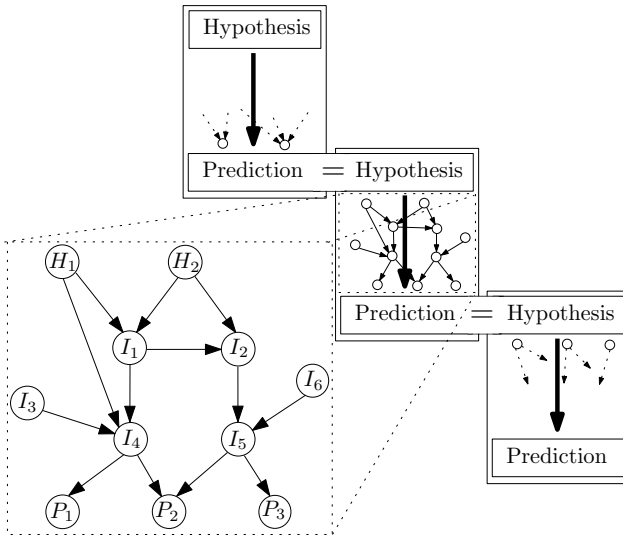 Hypothesis
Prediction = Hypothesis
Prediction = Hypothesis
Prediction
H₁ H₂
I₁ I₂
I₃ I₆
I₄ I₅
P₁ P₂ P₃